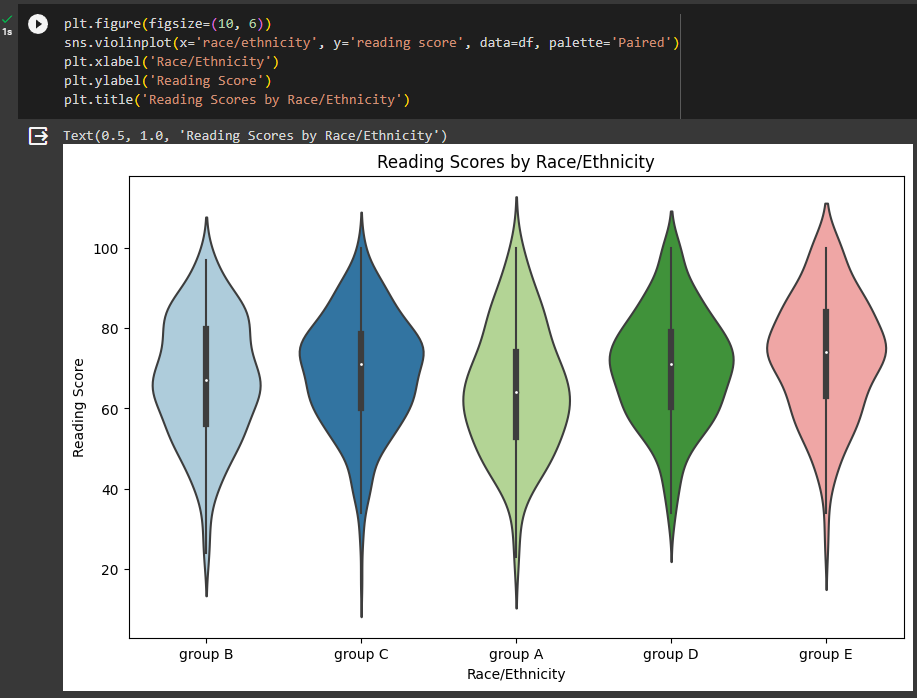 1s
plt.figure(figsize=(10, 6))
sns.violinplot(x='race/ethnicity', y='reading score', data=df, palette='Paired')
plt.xlabel('Race/Ethnicity')
plt.ylabel('Reading Score')
plt.title('Reading Scores by Race/Ethnicity')
Text(0.5, 1.0, 'Reading Scores by Race/Ethnicity')
Reading Scores by Race/Ethnicity
Reading Score
100
80
60
40
20
group B group C group A group D group E
Race/Ethnicity